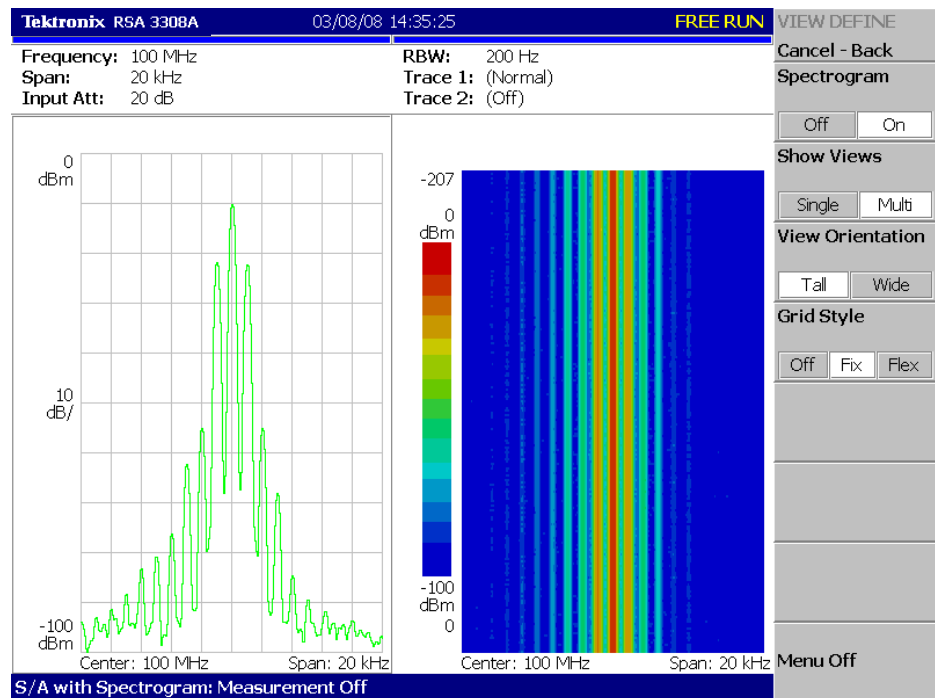 Tektronix RSA 3308A 03/08/08 14:35:25 FREE RUN
Frequency: 100 MHz
Span: 20 kHz
Input Att: 20 dB
RBW: 200 Hz
Trace 1: (Normal)
Trace 2: (Off)
0
dBm
10
dB/
-100
dBm
Center: 100 MHz Span: 20 kHz
-207
0
dBm
-100
dBm
0
Center: 100 MHz Span: 20 kHz
S/A with Spectrogram: Measurement Off
VIEW DEFINE
Cancel - Back
Spectrogram
Off On
Show Views
Single Multi
View Orientation
Tall Wide
Grid Style
Off Fix Flex
Menu Off